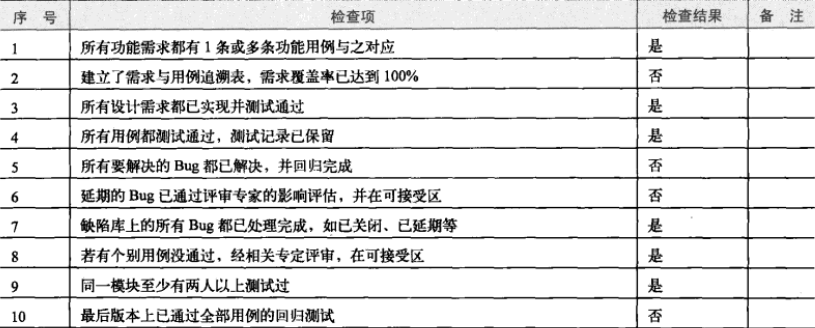 序 号 检查项 检查结果 备 注
1 所有功能需求都有 1 条或多条功能用例与之对应 是
2 建立了需求与用例追溯表，需求覆盖率已达到 100% 否
3 所有设计需求都已实现并测试通过 是
4 所有用例都测试通过，测试记录已保留 是
5 所有要解决的 Bug 都已解决，并回归完成 否
6 延期的 Bug 已通过评审专家的影响评估，并在可接受区 否
7 缺陷库上的所有 Bug 都已处理完成，如已关闭、已延期等 是
8 若有个别用例没通过，经相关专定评审，在可接受区 是
9 同一模块至少有两人以上测试过 是
10 最后版本上已通过全部用例的回归测试 否